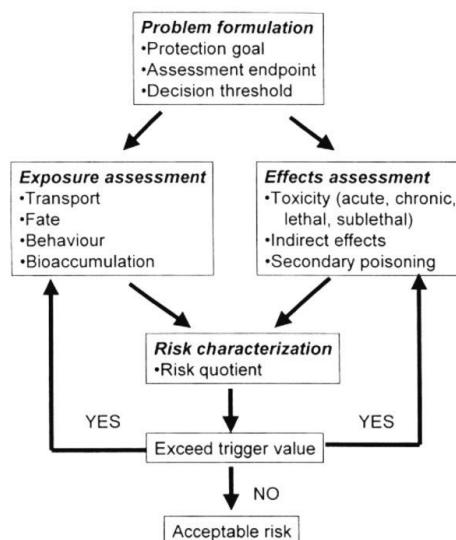 Problem formulation
•Protection goal
•Assessment endpoint
•Decision threshold
Exposure assessment
•Transport
•Fate
•Behaviour
•Bioaccumulation
Effects assessment
•Toxicity (acute, chronic,
lethal, sublethal)
•Indirect effects
•Secondary poisoning
Risk characterization
•Risk quotient
YES
YES
Exceed trigger value
NO
Acceptable risk